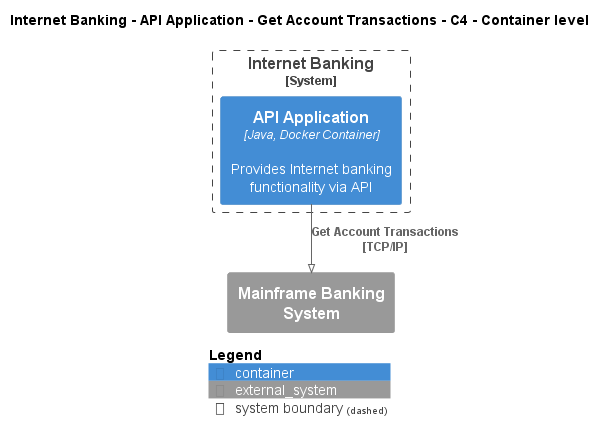 Internet Banking - API Application - Get Account Transactions - C4 - Container level
Internet Banking
[System]
API Application
[Java, Docker Container]
Provides Internet banking
functionality via API
Get Account Transactions
[TCP/IP]
Mainframe Banking
System
Legend
container
external_system
system boundary (dashed)